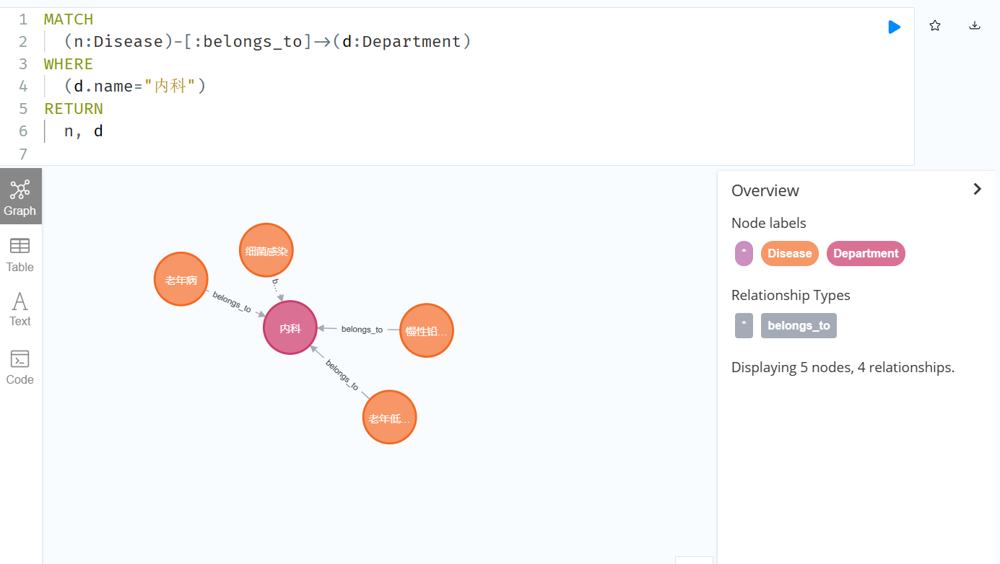 1 MATCH
2 (n:Disease)-[:belongs_to]->(d:Department)
3 WHERE
4 (d.name="内科")
5 RETURN
6 n, d
7
Graph
Table
Text
Code
细菌感染
老年病
b...
belongs_to
内科
belongs_to
慢性铅...
belongs_to
老年低...
Overview
Node labels
* Disease Department
Relationship Types
* belongs_to
Displaying 5 nodes, 4 relationships.